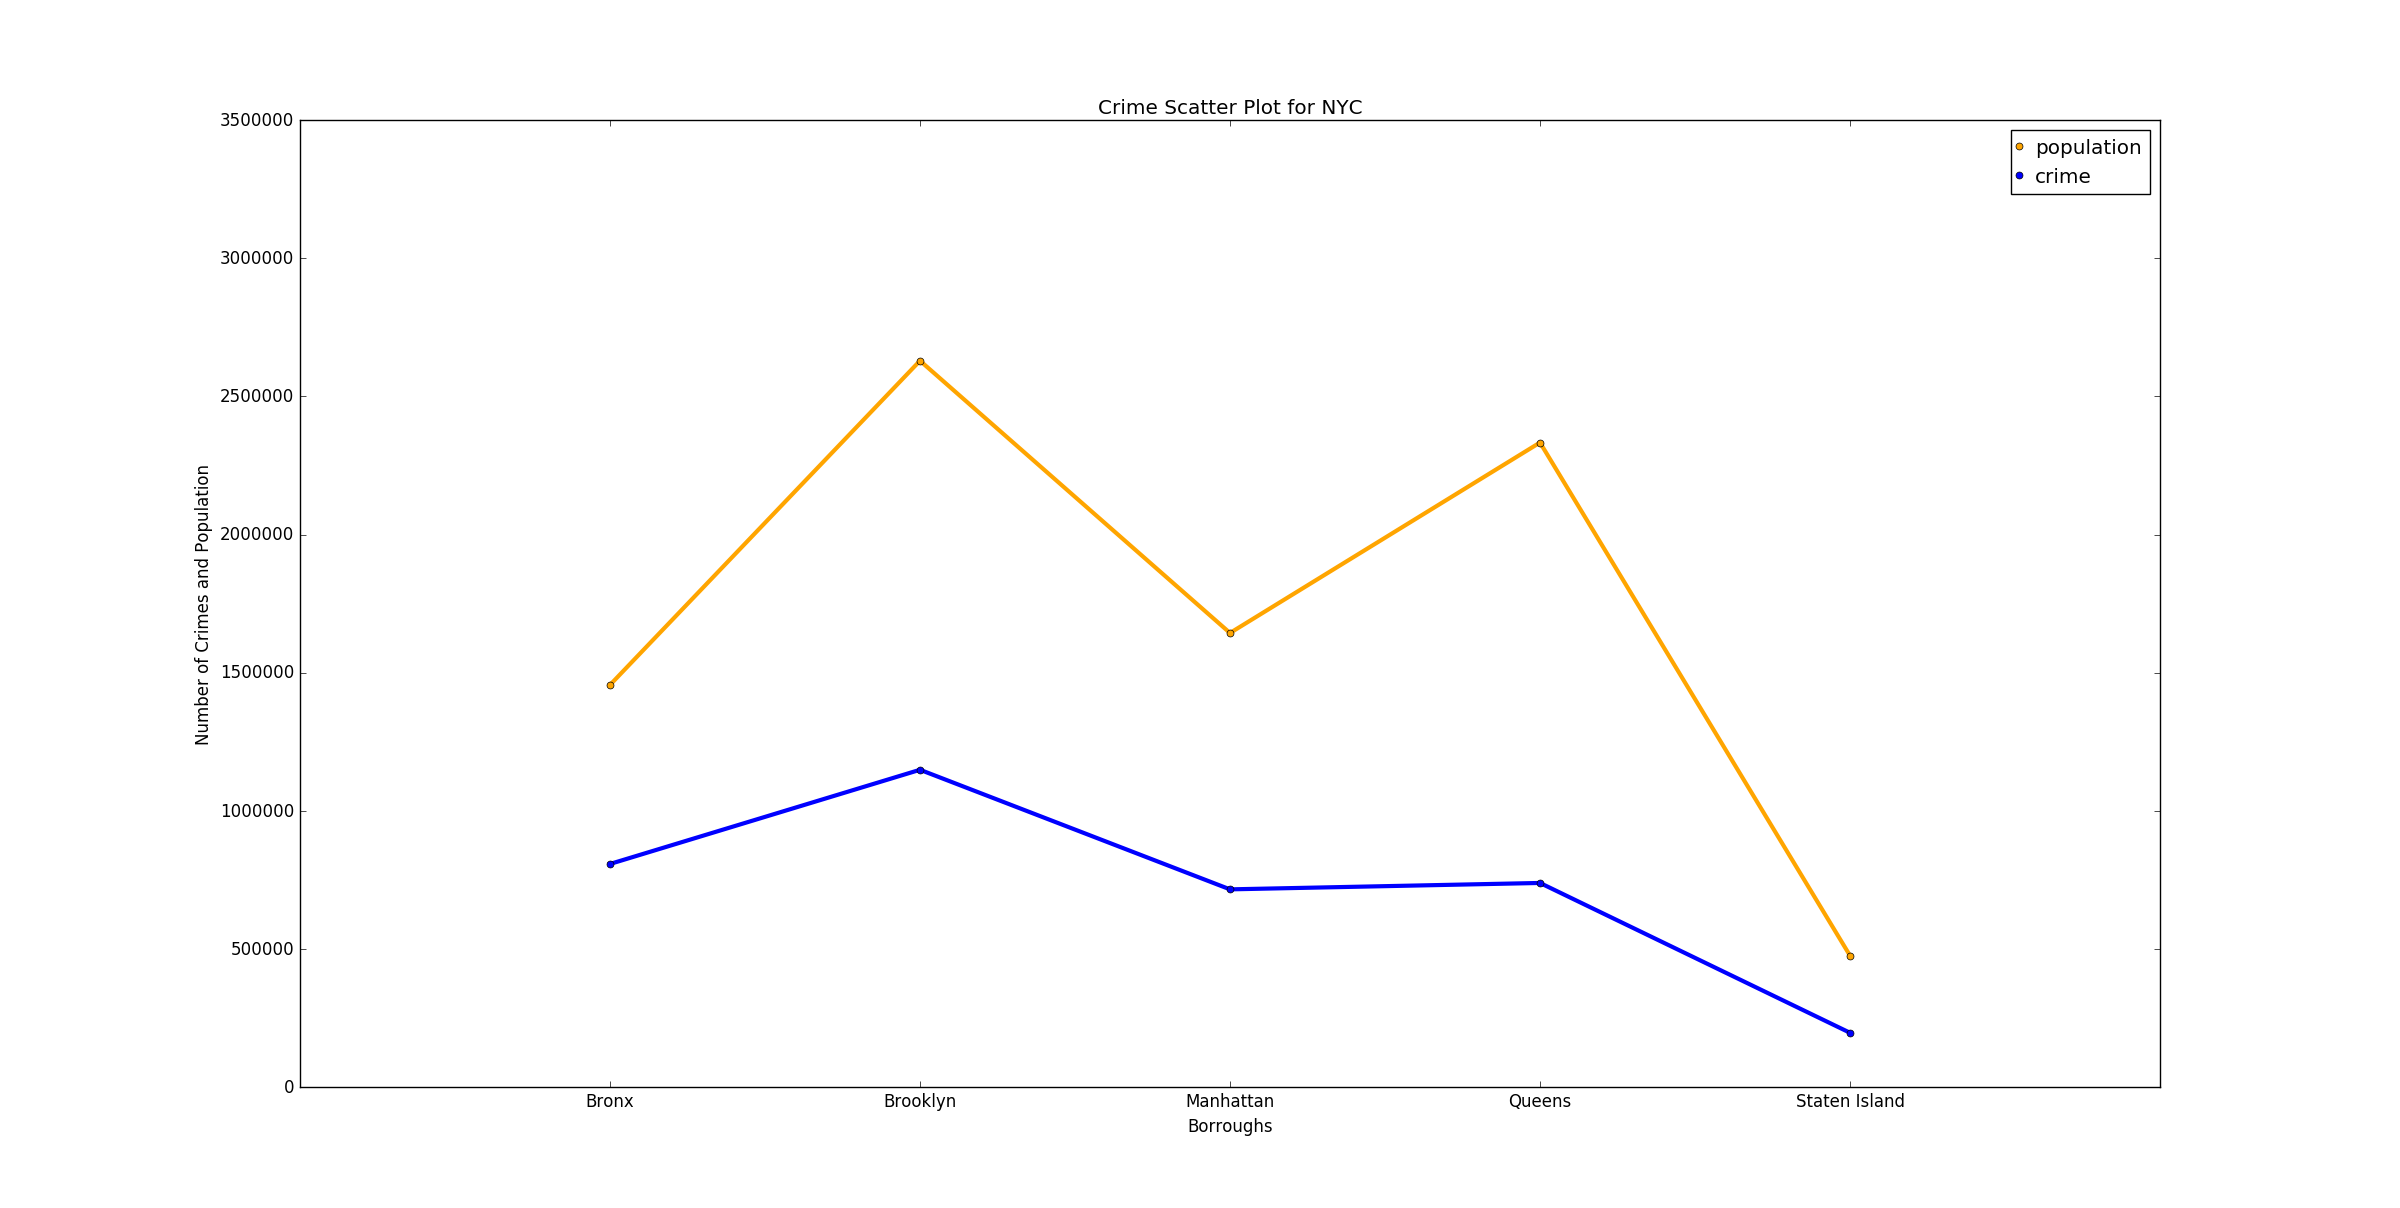 Crime Scatter Plot for NYC
population
crime
3500000
3000000
2500000
2000000
1500000
1000000
500000
0
Number of Crimes and Population
Bronx Brooklyn Manhattan Queens Staten Island
Borroughs